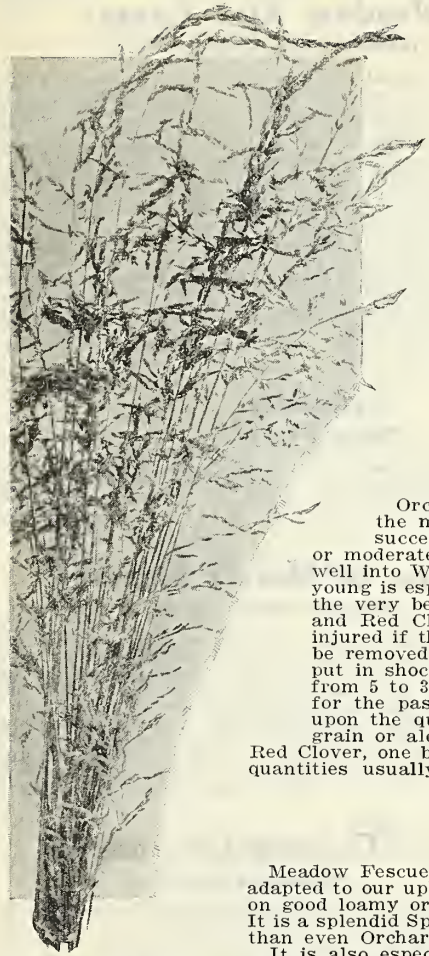 Orc
the n
succe
or moderate
well into W
young is esp
the very be
and Red Cl
injured if th
be removed
put in shoc
from 5 to 3
for the pas
upon the qu
grain or alo
Red Clover, one b
quantities usually
Meadow Fescue
adapted to our up
on good loamy or
It is a splendid Sp
than even Orchar
It is also espec